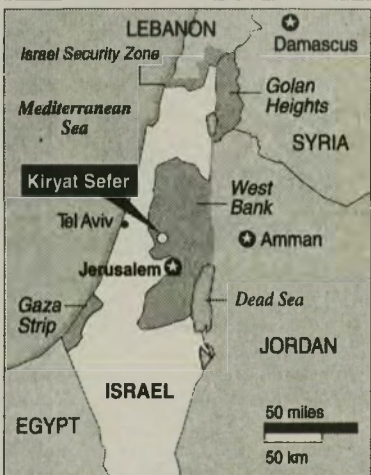 LEBANON
Damascus
Israel Security Zone
Golan
Heights
Mediterranean
Sea
SYRIA
Kiryat Sefer
West
Bank
Tel Aviv
Amman
Jerusalem
Gaza
Strip
Dead Sea
JORDAN
ISRAEL
EGYPT
50 miles
50 km